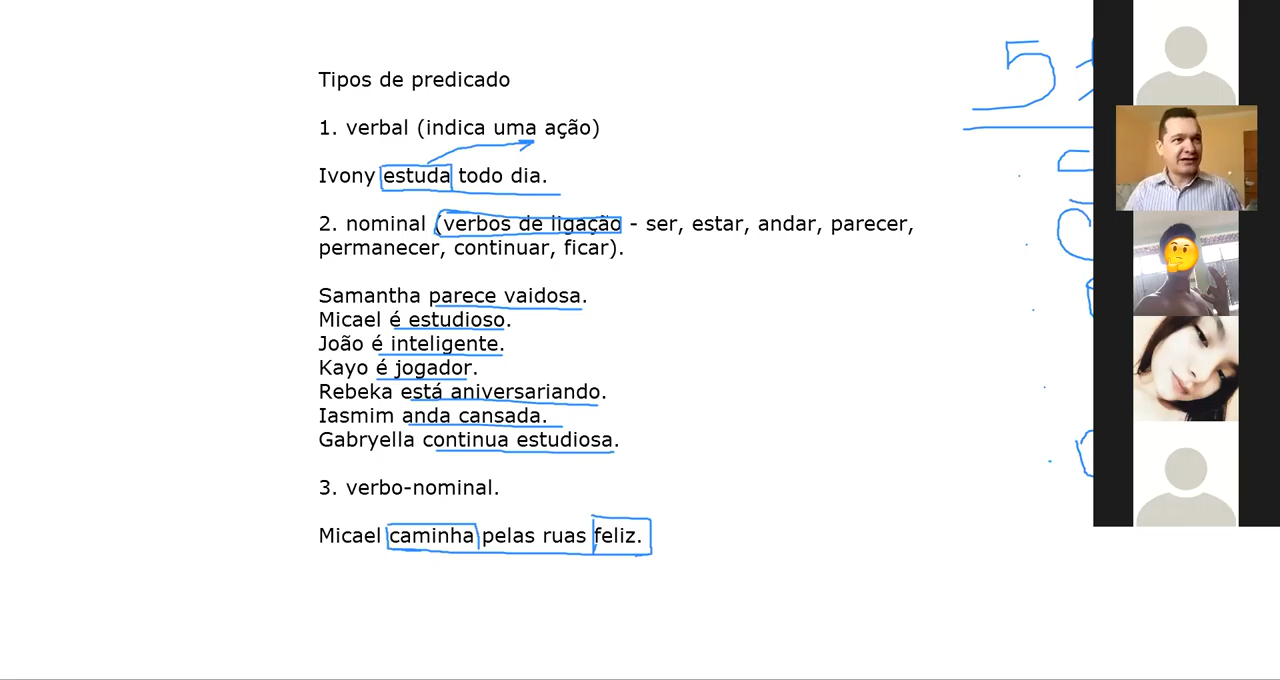 Tipos de predicado
1. verbal (indica uma ação)
Ivony estuda todo dia.
2. nominal (verbos de ligação - ser, estar, andar, parecer,
permanecer, continuar, ficar).
Samantha parece vaidosa.
Micael é estudioso.
João é inteligente.
Kayo é jogador.
Rebeka está aniversariando.
Iasmim anda cansada.
Gabryella continua estudiosa.
3. verbo-nominal.
Micael caminha pelas ruas feliz.
5